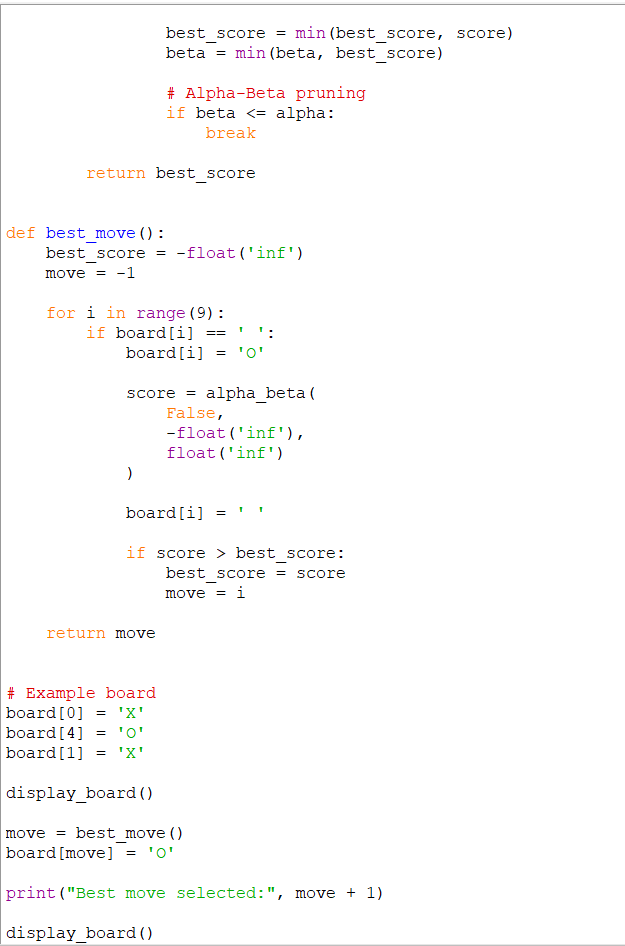 best_score = min(best_score, score)
                beta = min(beta, best_score)

                # Alpha-Beta pruning
                if beta <= alpha:
                    break

        return best_score


def best_move():
    best_score = -float('inf')
    move = -1

    for i in range(9):
        if board[i] == ' ':
            board[i] = 'O'

            score = alpha_beta(
                False,
                -float('inf'),
                float('inf')
            )

            board[i] = ' '

            if score > best_score:
                best_score = score
                move = i

    return move


# Example board
board[0] = 'X'
board[4] = 'O'
board[1] = 'X'

display_board()

move = best_move()
board[move] = 'O'

print("Best move selected:", move + 1)

display_board()